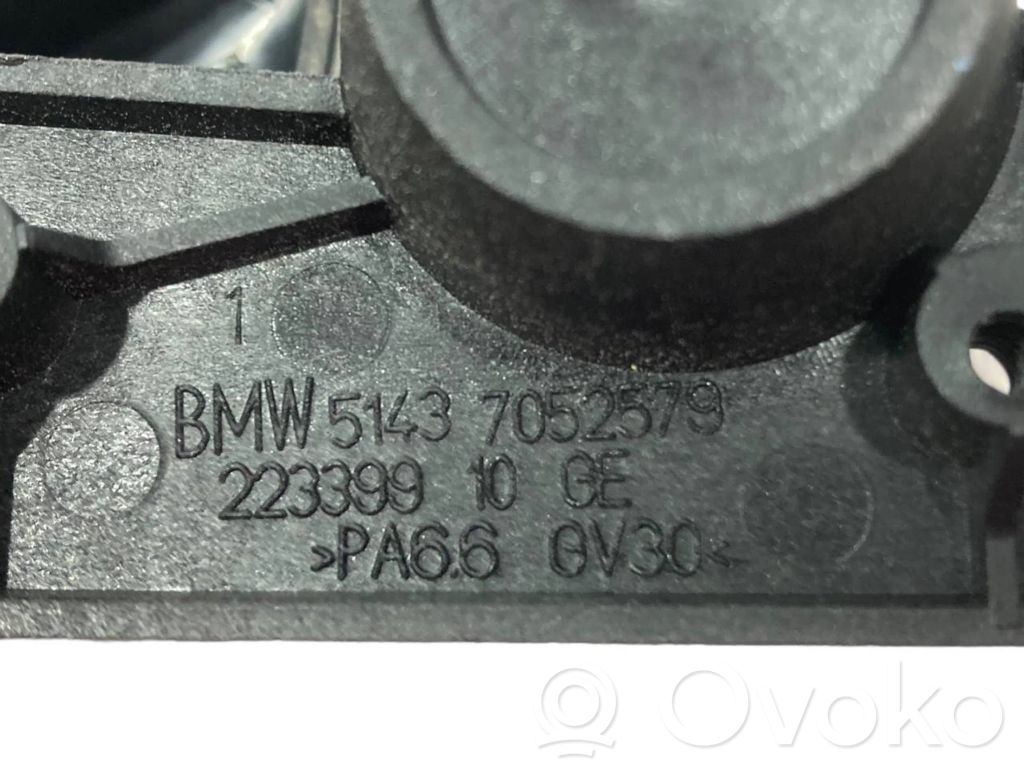 1
BMW 5143 7052579
223399 10 GE
>PA6.6 GV30<
Ovoko